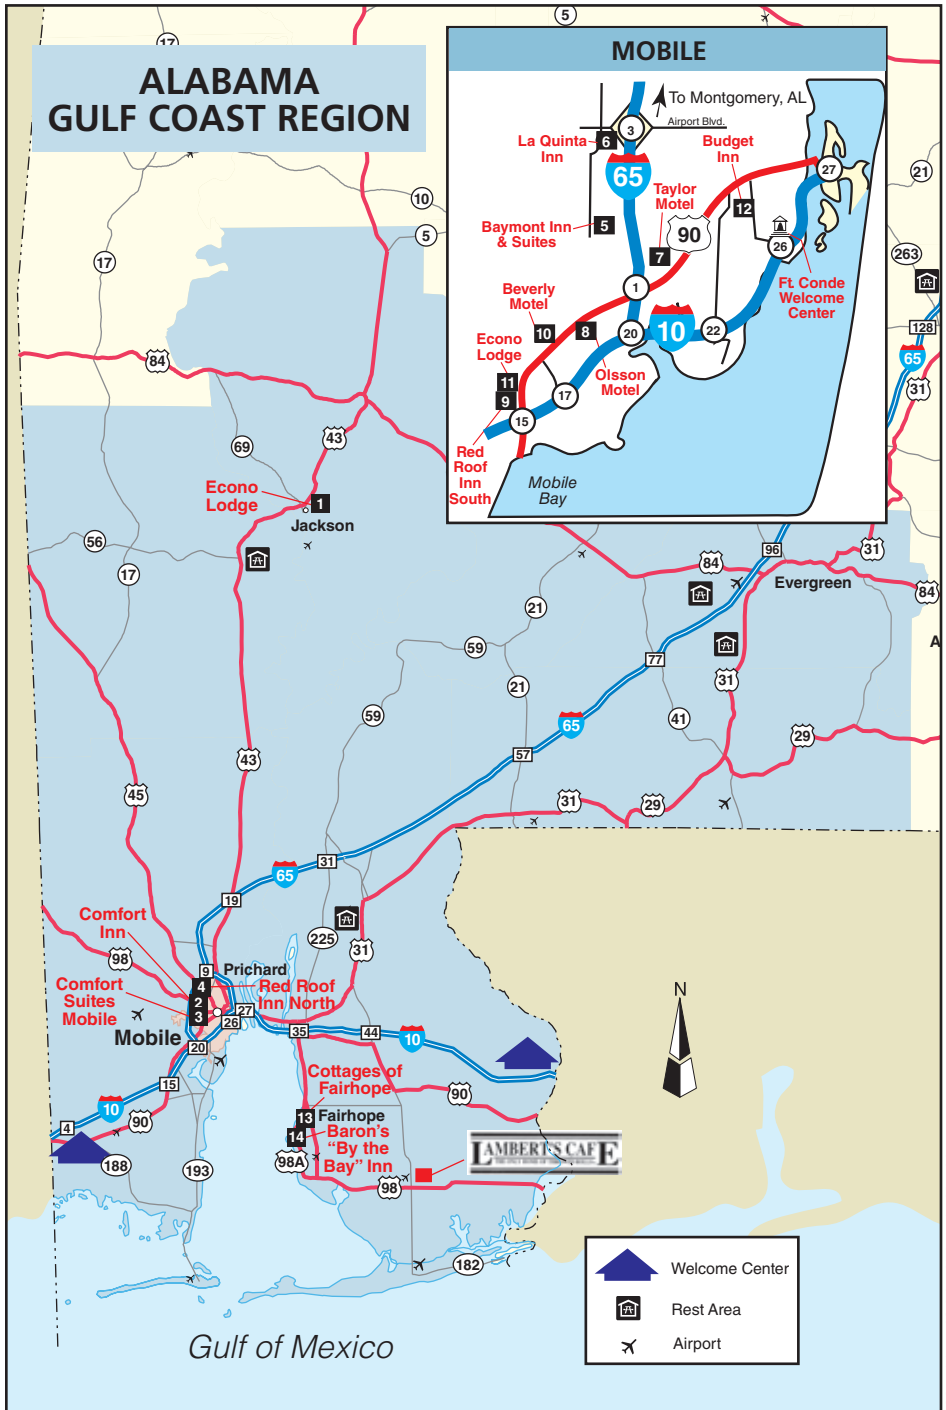 ALABAMA
GULF COAST REGION
5
17
10
5
17
84
69
43
Econo
Lodge
1
Jackson
56
17
MOBILE
To Montgomery, AL
Airport Blvd.
3
6
La Quinta
Inn
Budget
Inn
65
27
Taylor
Motel
12
Baymont Inn
& Suites
5
90
7
26
Ft. Conde
Welcome
Center
1
Beverly
Motel
10
8
20
10
22
Econo
Lodge
11
9
Olsson
Motel
17
15
Red
Roof
Inn
South
Mobile
Bay
21
263
128
65
31
96
31
84
Evergreen
84
A
21
59
77
21
31
59
41
65
29
57
43
45
31
29
31
65
19
Comfort
Inn
225
31
98
9
Prichard
4
Red Roof
Inn North
Comfort
Suites
Mobile
2
3
27
26
Mobile
20
35
44
10
15
Cottages of
Fairhope
90
10
90
13
Fairhope
4
14
Baron's
“By the
Bay” Inn
LAMBERT'S CAFE
188
193
98A
98
182
N
Gulf of Mexico
Welcome Center
Rest Area
Airport